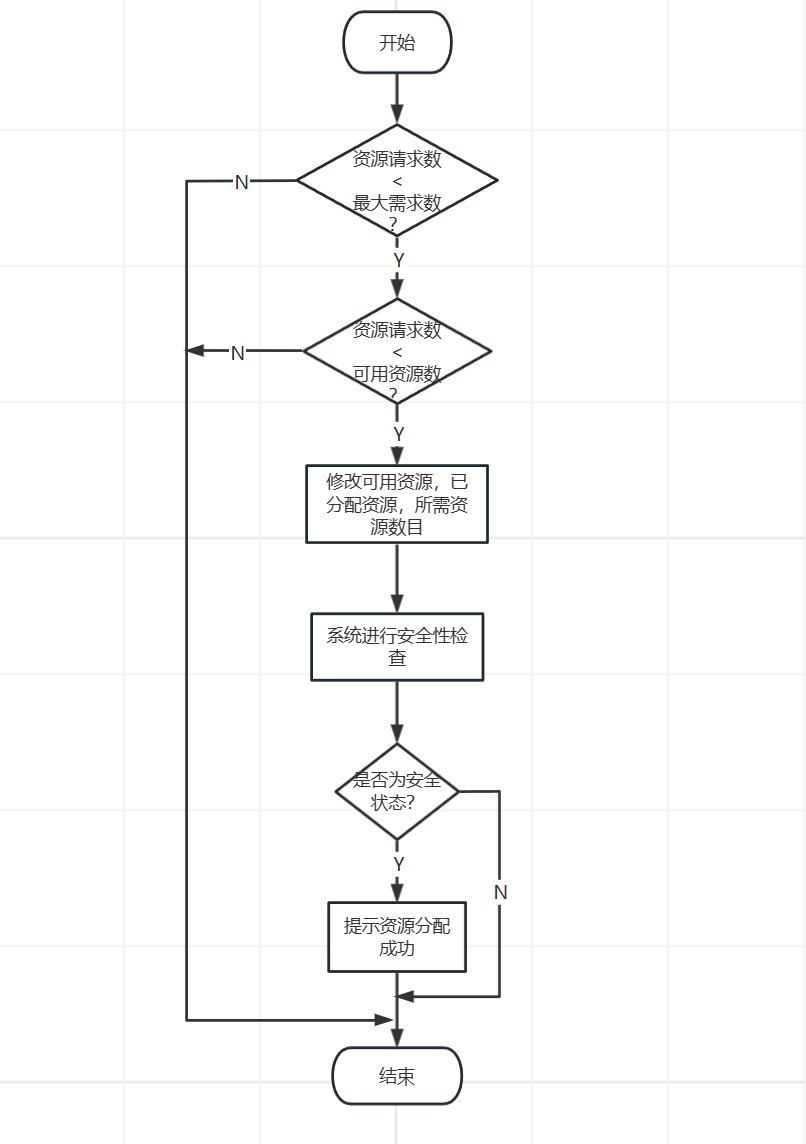 开始
资源请求数
<
最大需求数
?
N
Y
资源请求数
<
可用资源数
?
N
Y
修改可用资源，已
分配资源，所需资
源数目
系统进行安全性检
查
是否为安全
状态?
Y
N
提示资源分配
成功
结束